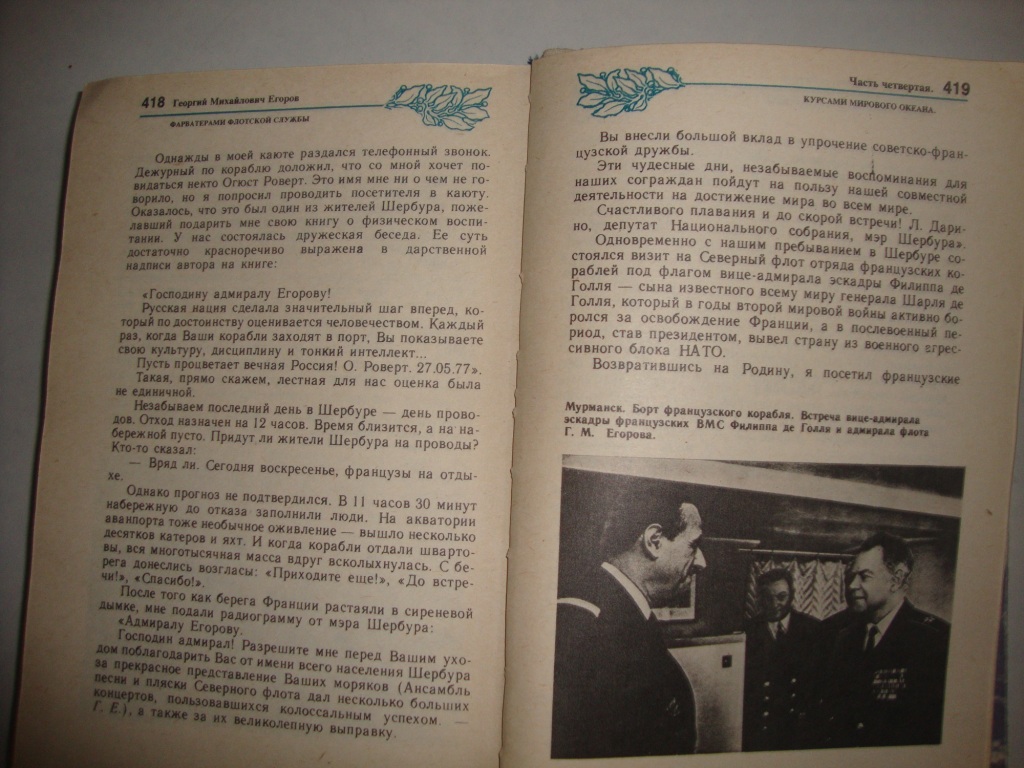 418 Георгий Михайлович Егоров
ФАРВАТЕРАМИ ФЛОТСКОЙ СЛУЖБЫ
Однажды в моей каюте раздался телефонный звонок.
Дежурный по кораблю доложил, что со мной хочет по-
видаться некто Огюст Роверт. Это имя мне ни о чем не го-
ворило, но я попросил проводить посетителя в каюту.
Оказалось, что это был один из жителей Шербура, поже-
лавший подарить мне свою книгу о физическом воспи-
тании. У нас состоялась дружеская беседа. Ее суть
достаточно красноречиво выражена в дарственной
надписи автора на книге:
«Господину адмиралу Егорову!
Русская нация сделала значительный шаг вперед, ко-
торый по достоинству оценивается человечеством. Каждый
раз, когда Ваши корабли заходят в порт, Вы показываете
свою культуру, дисциплину и тонкий интеллект...
Пусть процветает вечная Россия! О. Роверт. 27.05.77».
Такая, прямо скажем, лестная для нас оценка была
не единичной.
Незабываем последний день в Шербуре — день прово-
дов. Отход назначен на 12 часов. Время близится, а на на-
бережной пусто. Придут ли жители Шербура на проводы?
Кто-то сказал:
— Вряд ли. Сегодня воскресенье, французы на отды-
хе.
Однако прогноз не подтвердился. В 11 часов 30 минут
набережную до отказа заполнили люди. На акватории
аванпорта тоже необычное оживление — вышло несколько
десятков катеров и яхт. И когда корабли отдали швартo-
вы, вся многотысячная масса вдруг всколыхнулась. С бе-
рега донеслись возгласы: «Приходите еще!», «До встре-
чи!», «Спасибо!».
После того как берега Франции растаяли в сиреневой
дымке, мне подали радиограмму от мэра Шербура:
«Адмиралу Егорову.
Господин адмирал! Разрешите мне перед Вашим ухо-
дом поблагодарить Вас от имени всего населения Шербура
за прекрасное представление Ваших моряков (Ансамбль
песни и пляски Северного флота дал несколько больших
концертов, пользовавшихся колоссальным успехом. —
Г. Е.), а также за их великолепную выправку.
Часть четвертая. 419
КУРСАМИ МИРОВОГО ОКЕАНА.
Вы внесли большой вклад в упрочение советско-фран-
цузской дружбы.
Эти чудесные дни, незабываемые воспоминания для
наших сограждан пойдут на пользу нашей совместной
деятельности на достижение мира во всем мире.
Счастливого плавания и до скорой встречи! Л. Дари-
но, депутат Национального собрания, мэр Шербура».
Одновременно с нашим пребыванием в Шербуре со-
стоялся визит на Северный флот отряда французских ко-
раблей под флагом вице-адмирала эскадры Филиппа де
Голля — сына известного всему миру генерала Шарля де
Голля, который в годы второй мировой войны активно бо-
ролся за освобождение Франции, а в послевоенный пе-
риод, став президентом, вывел страну из военного агрес-
сивного блока НАТО.
Возвратившись на Родину, я посетил французские
Мурманск. Борт французского корабля. Встреча вице-адмирала
эскадры французских ВМС Филиппа де Голля и адмирала флота
Г. М. Егорова.